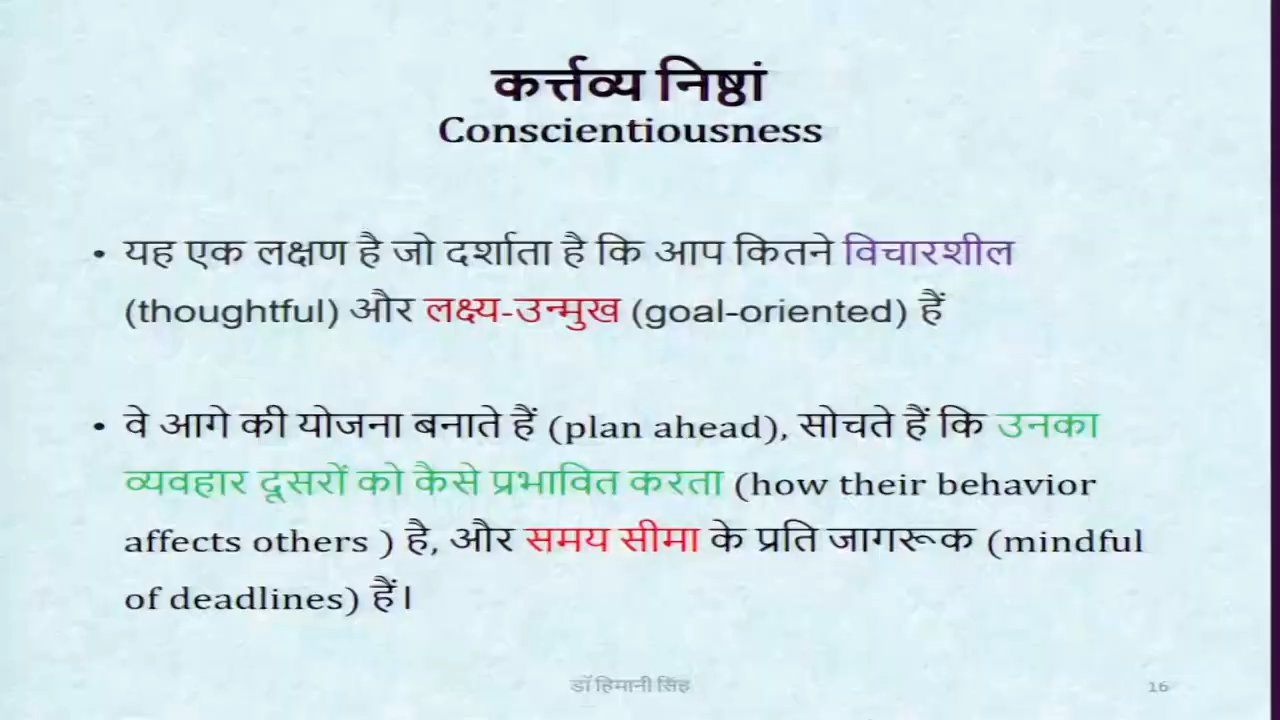 कर्त्तव्य निष्ठां
Conscientiousness
• यह एक लक्षण है जो दर्शाता है कि आप कितने विचारशील
(thoughtful) और लक्ष्य-उन्मुख (goal-oriented) हैं
• वे आगे की योजना बनाते हैं (plan ahead), सोचते हैं कि उनका
व्यवहार दूसरों को कैसे प्रभावित करता (how their behavior
affects others ) है, और समय सीमा के प्रति जागरूक (mindful
of deadlines) हैं।
डॉ हिमानी सिंह
16